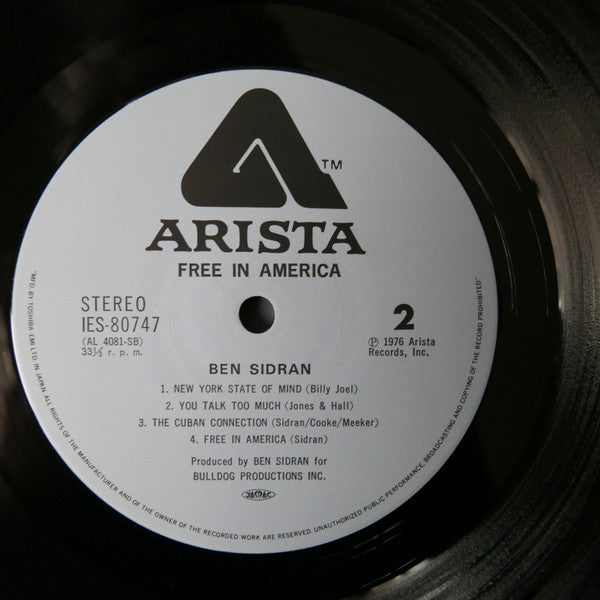 TM
ARISTA
FREE IN AMERICA
STEREO
IES-80747
(AL 4081-SB)
33⅓ r. p. m.
2
Ⓟ 1976 Arista
Records, Inc.
BEN SIDRAN
1. NEW YORK STATE OF MIND (Billy Joel)
2. YOU TALK TOO MUCH (Jones & Hall)
3. THE CUBAN CONNECTION (Sidran/Cooke/Meeker)
4. FREE IN AMERICA (Sidran)
Produced by BEN SIDRAN for
BULLDOG PRODUCTIONS INC.
JASRAC
"MFD. BY TOSHIBA EMI LTD. IN JAPAN ALL RIGHTS OF THE MANUFACTURER AND OF THE OWNER OF THE RECORDED WORK ARE RESERVED. UNAUTHORIZED PUBLIC PERFORMANCE, BROADCASTING AND COPYING OF THE RECORD PROHIBITED."